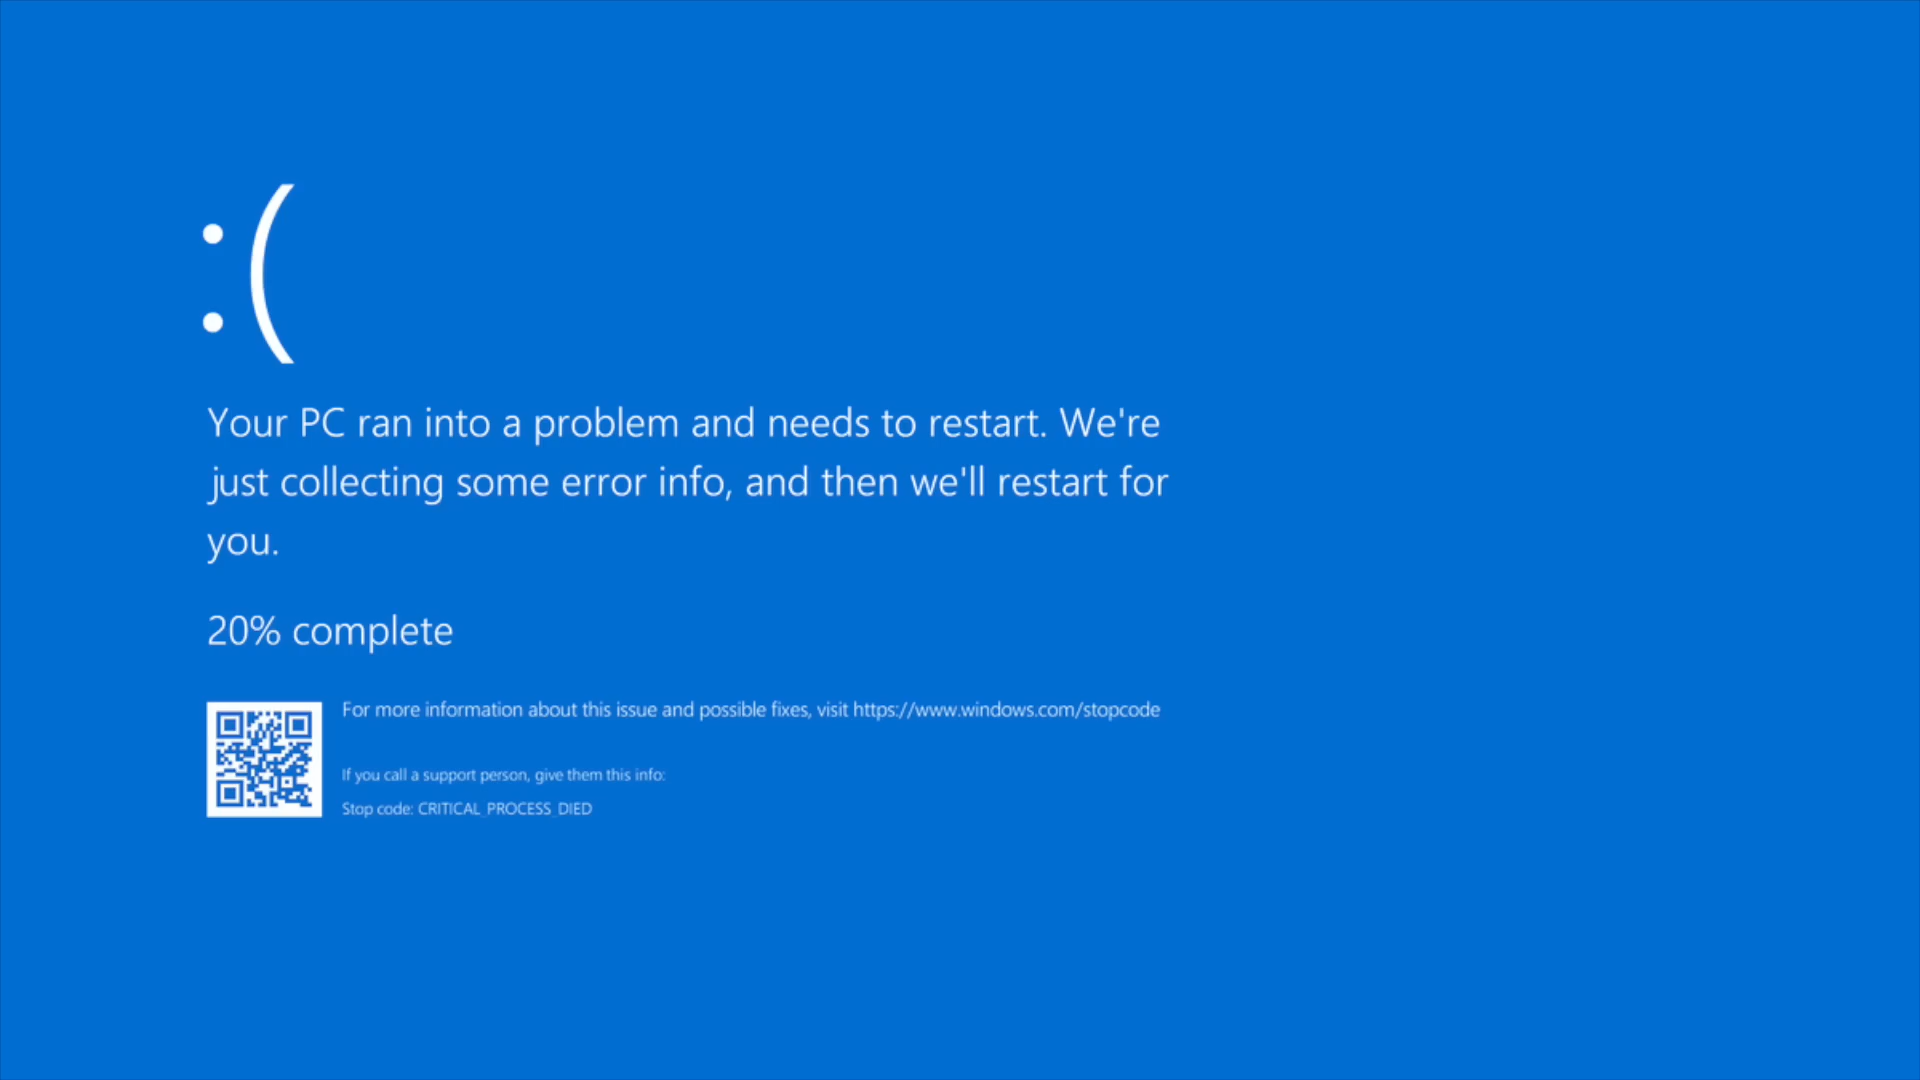 :(
Your PC ran into a problem and needs to restart. We're
just collecting some error info, and then we'll restart for
you.
20% complete
For more information about this issue and possible fixes, visit https://www.windows.com/stopcode
If you call a support person, give them this info:
Stop code: CRITICAL_PROCESS_DIED